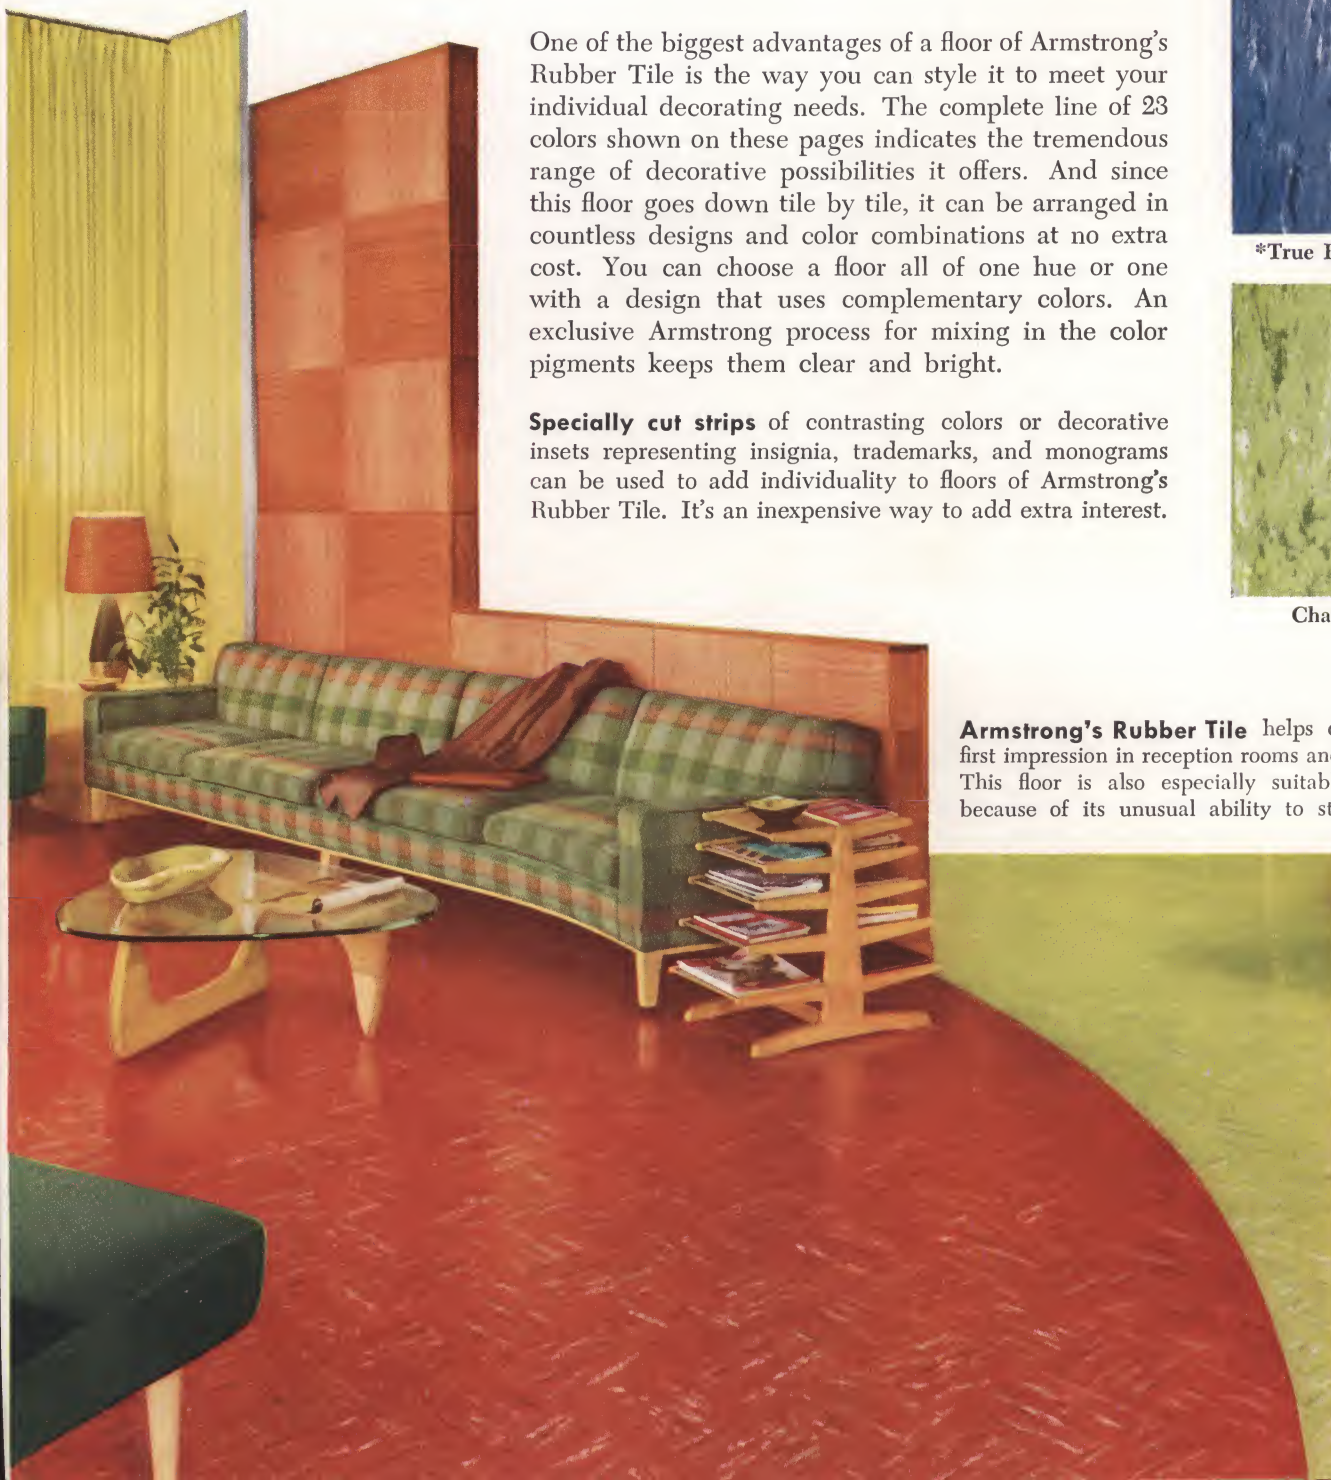 One of the biggest advantages of a floor of Armstrong's
Rubber Tile is the way you can style it to meet your
individual decorating needs. The complete line of 23
colors shown on these pages indicates the tremendous
range of decorative possibilities it offers. And since
this floor goes down tile by tile, it can be arranged in
countless designs and color combinations at no extra
cost. You can choose a floor all of one hue or one
with a design that uses complementary colors. An
exclusive Armstrong process for mixing in the color
pigments keeps them clear and bright.
Specially cut strips of contrasting colors or decorative
insets representing insignia, trademarks, and monograms
can be used to add individuality to floors of Armstrong's
Rubber Tile. It's an inexpensive way to add extra interest.
*True
Armstrong's Rubber Tile helps
first impression in reception rooms
This floor is also especially
because of its unusual ability to